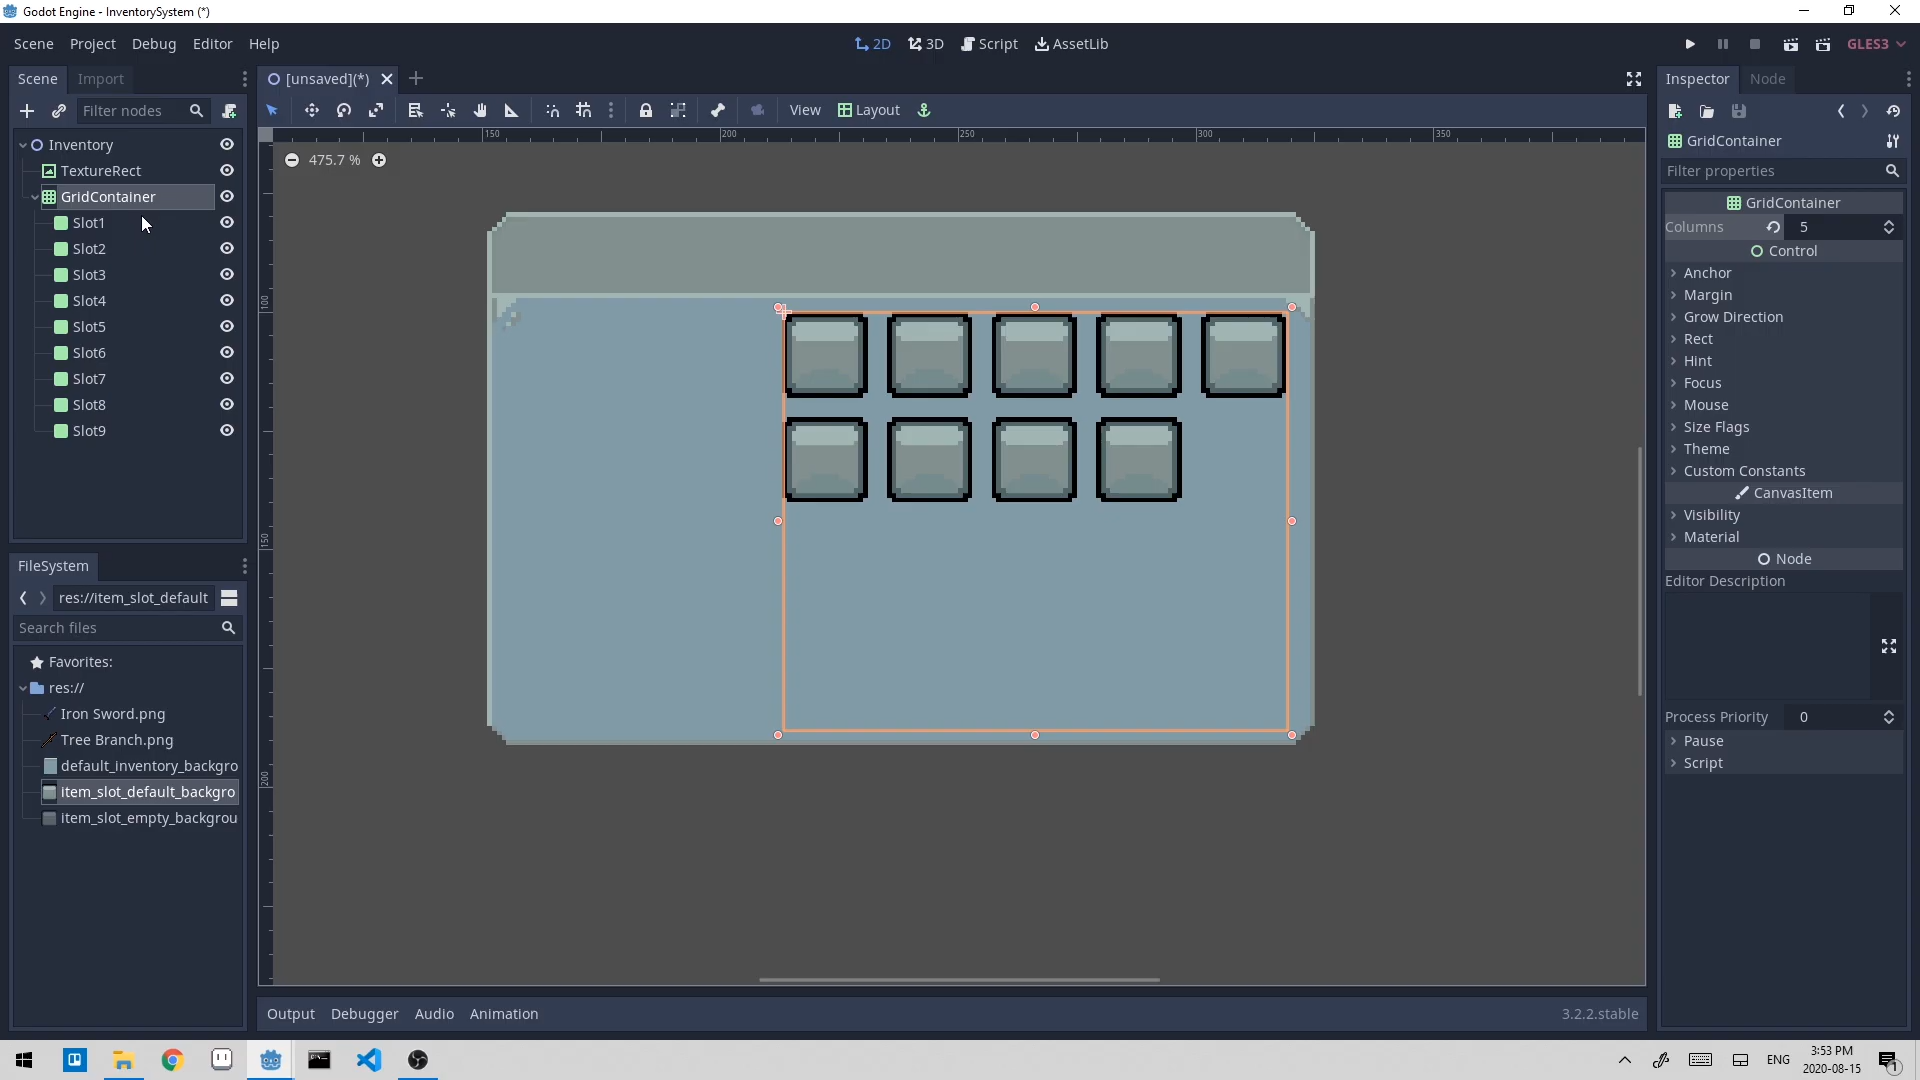 Godot Engine - InventorySystem (*)
Scene Project Debug Editor Help
2D 3D Script AssetLib
GLES3
Scene Import
[unsaved](*)
Inspector Node
Filter nodes
View Layout
Inventory
TextureRect
GridContainer
Slot1
Slot2
Slot3
Slot4
Slot5
Slot6
Slot7
Slot8
Slot9
FileSystem
res://item_slot_default
Search files
Favorites:
res://
Iron Sword.png
Tree Branch.png
default_inventory_backgro
item_slot_default_backgro
item_slot_empty_backgrou
150 200 250 300 350
475.7 %
100
150
200
GridContainer
Filter properties
GridContainer
Columns 5
Control
Anchor
Margin
Grow Direction
Rect
Hint
Focus
Mouse
Size Flags
Theme
Custom Constants
CanvasItem
Visibility
Material
Node
Editor Description
Process Priority 0
Pause
Script
Output Debugger Audio Animation
3.2.2.stable
ENG
3:53 PM
2020-08-15
1